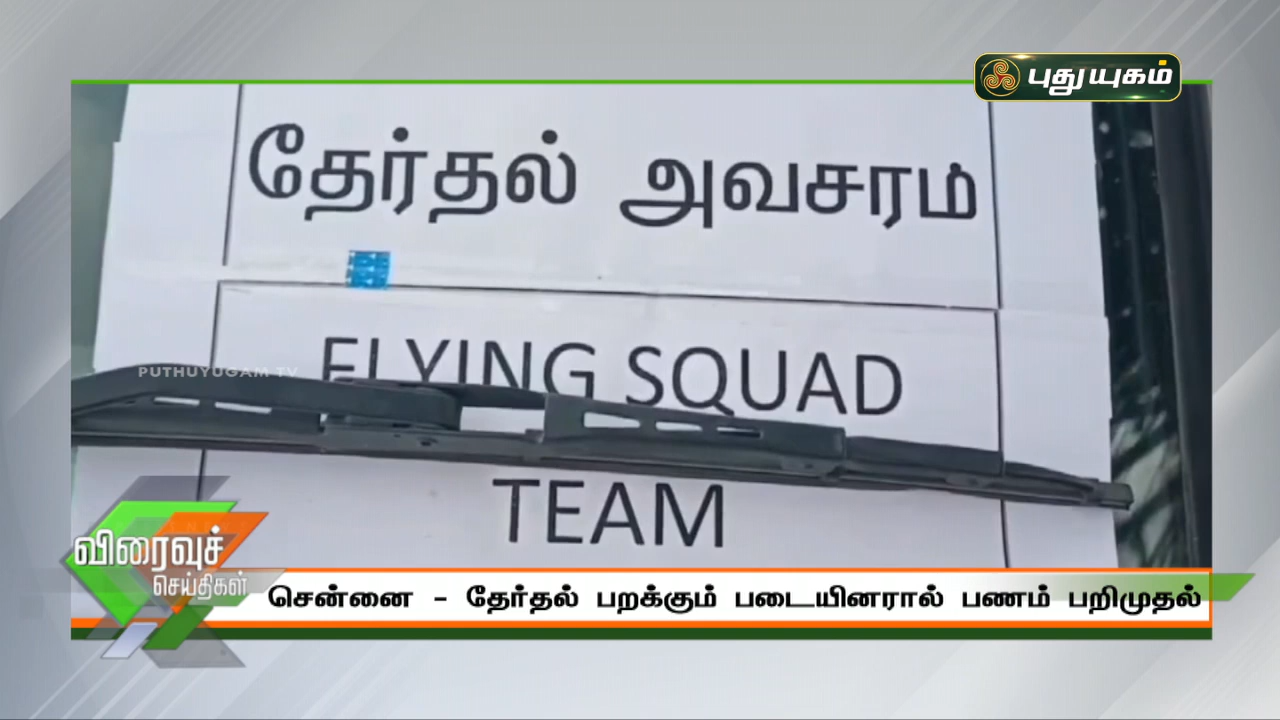 புதுயுகம்
தேர்தல் அவசரம்
FLYING SQUAD
PUTHUYUGAM TV
TEAM
விரைவுச்
செய்திகள்
சென்னை - தேர்தல் பறக்கும் படையினரால் பணம் பறிமுதல்